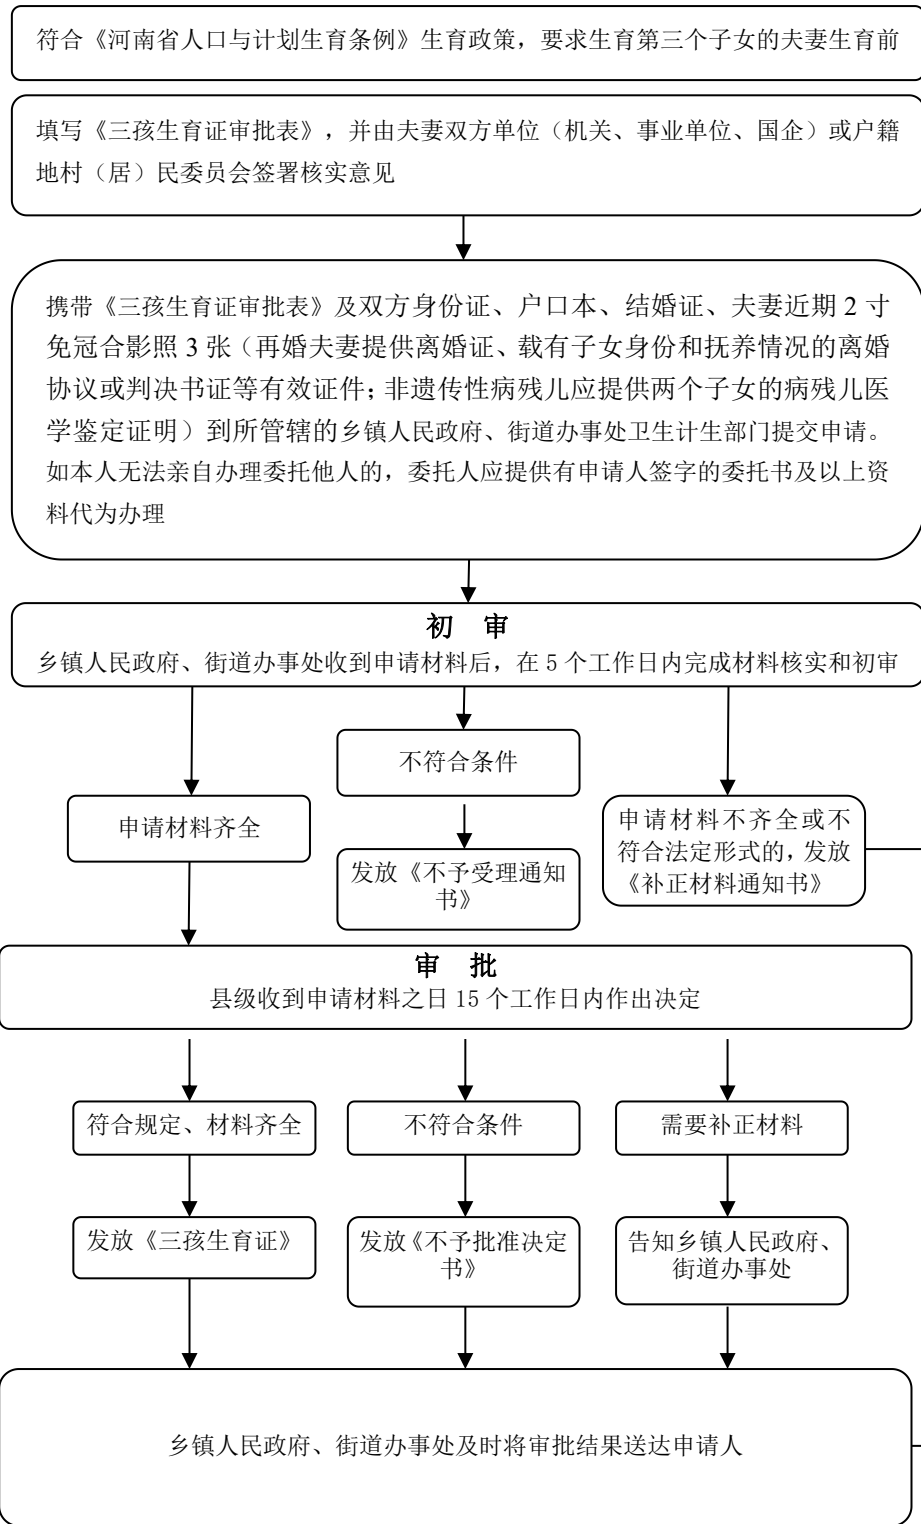 符合《河南省人口与计划生育条例》生育政策，要求生育第三个子女的夫妻生育前
填写《三孩生育证审批表》，并由夫妻双方单位（机关、事业单位、国企）或户籍
地村（居）民委员会签署核实意见
携带《三孩生育证审批表》及双方身份证、户口本、结婚证、夫妻近期 2 寸
免冠合影照 3 张（再婚夫妻提供离婚证、载有子女身份和抚养情况的离婚
协议或判决书证等有效证件；非遗传性病残儿应提供两个子女的病残儿医
学鉴定证明）到所管辖的乡镇人民政府、街道办事处卫生计生部门提交申请。
如本人无法亲自办理委托他人的，委托人应提供有申请人签字的委托书及以上资
料代为办理
初 审
乡镇人民政府、街道办事处收到申请材料后，在 5 个工作日内完成材料核实和初审
不符合条件
申请材料齐全
申请材料不齐全或不
符合法定形式的，发放
《补正材料通知书》
发放《不予受理通知
书》
审 批
县级收到申请材料之日 15 个工作日内作出决定
符合规定、材料齐全
不符合条件
需要补正材料
发放《三孩生育证》
发放《不予批准决定
书》
告知乡镇人民政府、
街道办事处
乡镇人民政府、街道办事处及时将审批结果送达申请人